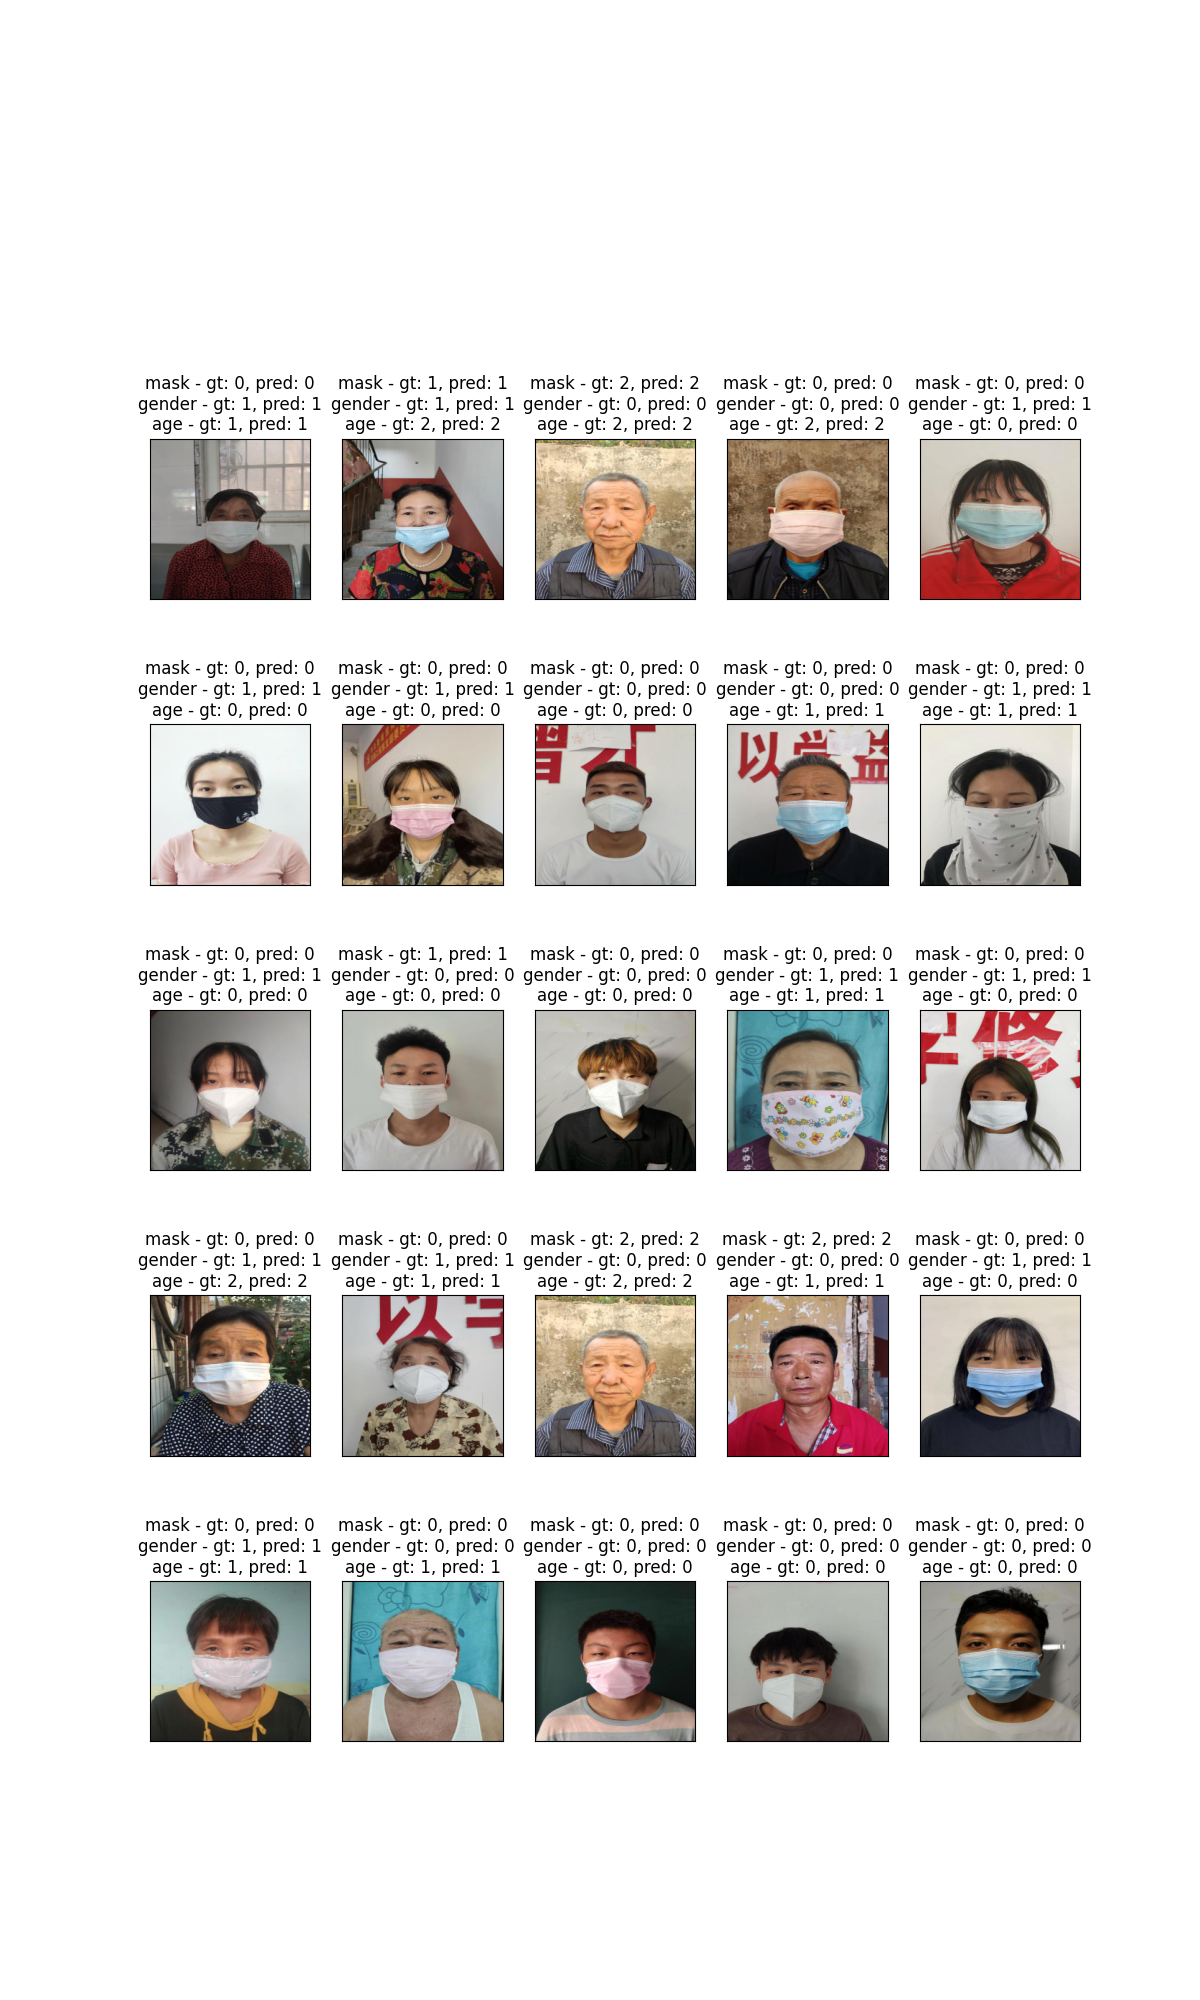 mask - gt: 0, pred: 0
gender - gt: 1, pred: 1
age - gt: 1, pred: 1
mask - gt: 1, pred: 1
gender - gt: 1, pred: 1
age - gt: 2, pred: 2
mask - gt: 2, pred: 2
gender - gt: 0, pred: 0
age - gt: 2, pred: 2
mask - gt: 0, pred: 0
gender - gt: 0, pred: 0
age - gt: 2, pred: 2
mask - gt: 0, pred: 0
gender - gt: 1, pred: 1
age - gt: 0, pred: 0
mask - gt: 0, pred: 0
gender - gt: 1, pred: 1
age - gt: 0, pred: 0
mask - gt: 0, pred: 0
gender - gt: 1, pred: 1
age - gt: 0, pred: 0
mask - gt: 0, pred: 0
gender - gt: 0, pred: 0
age - gt: 0, pred: 0
mask - gt: 0, pred: 0
gender - gt: 0, pred: 0
age - gt: 1, pred: 1
以学益
mask - gt: 0, pred: 0
gender - gt: 1, pred: 1
age - gt: 1, pred: 1
mask - gt: 0, pred: 0
gender - gt: 1, pred: 1
age - gt: 0, pred: 0
mask - gt: 1, pred: 1
gender - gt: 0, pred: 0
age - gt: 0, pred: 0
mask - gt: 0, pred: 0
gender - gt: 0, pred: 0
age - gt: 0, pred: 0
mask - gt: 0, pred: 0
gender - gt: 1, pred: 1
age - gt: 1, pred: 1
mask - gt: 0, pred: 0
gender - gt: 1, pred: 1
age - gt: 0, pred: 0
修
mask - gt: 0, pred: 0
gender - gt: 1, pred: 1
age - gt: 2, pred: 2
mask - gt: 0, pred: 0
gender - gt: 1, pred: 1
age - gt: 1, pred: 1
以学
mask - gt: 2, pred: 2
gender - gt: 0, pred: 0
age - gt: 2, pred: 2
mask - gt: 2, pred: 2
gender - gt: 0, pred: 0
age - gt: 1, pred: 1
mask - gt: 0, pred: 0
gender - gt: 1, pred: 1
age - gt: 0, pred: 0
mask - gt: 0, pred: 0
gender - gt: 1, pred: 1
age - gt: 1, pred: 1
mask - gt: 0, pred: 0
gender - gt: 0, pred: 0
age - gt: 1, pred: 1
mask - gt: 0, pred: 0
gender - gt: 0, pred: 0
age - gt: 0, pred: 0
mask - gt: 0, pred: 0
gender - gt: 0, pred: 0
age - gt: 0, pred: 0
mask - gt: 0, pred: 0
gender - gt: 0, pred: 0
age - gt: 0, pred: 0